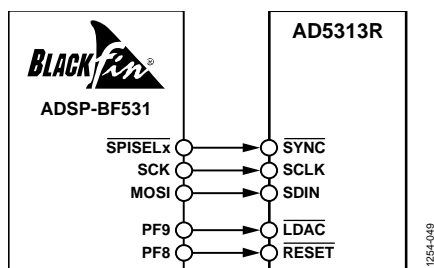 BLACKfin®
ADSP-BF531
AD5313R
SPISELx
SYNC
SCK
SCLK
MOSI
SDIN
PF9
LDAC
PF8
RESET
1254-049